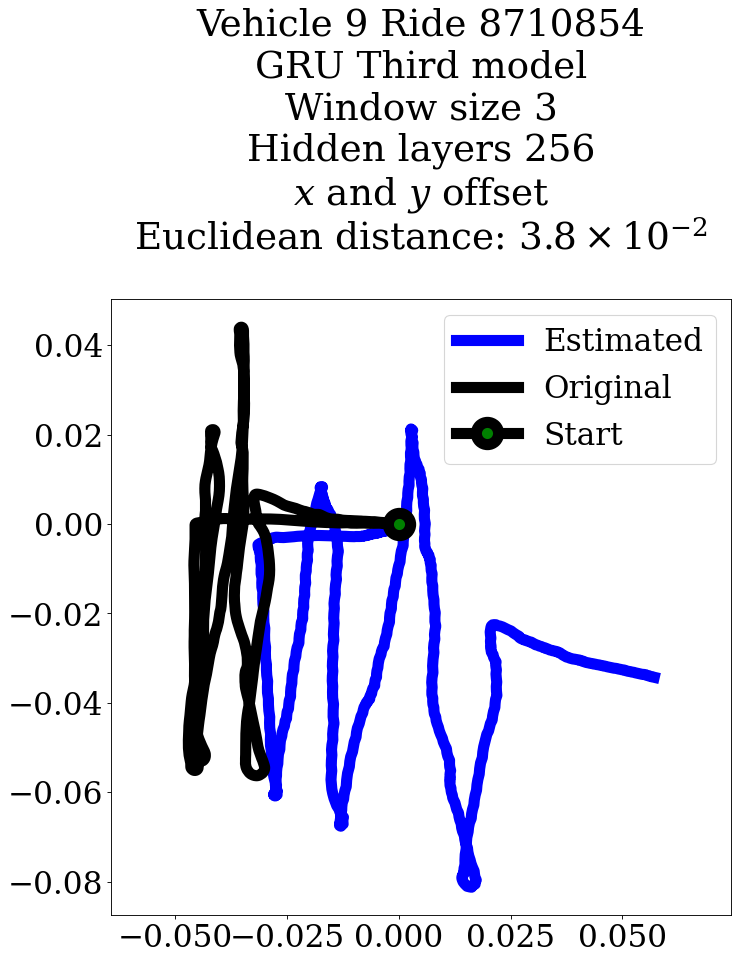 Vehicle 9 Ride 8710854
GRU Third model
Window size 3
Hidden layers 256
x and y offset
Euclidean distance: 3.8 × 10⁻²
Estimated
Original
Start
0.04
0.02
0.00
−0.02
−0.04
−0.06
−0.08
−0.050 −0.025 0.000 0.025 0.050